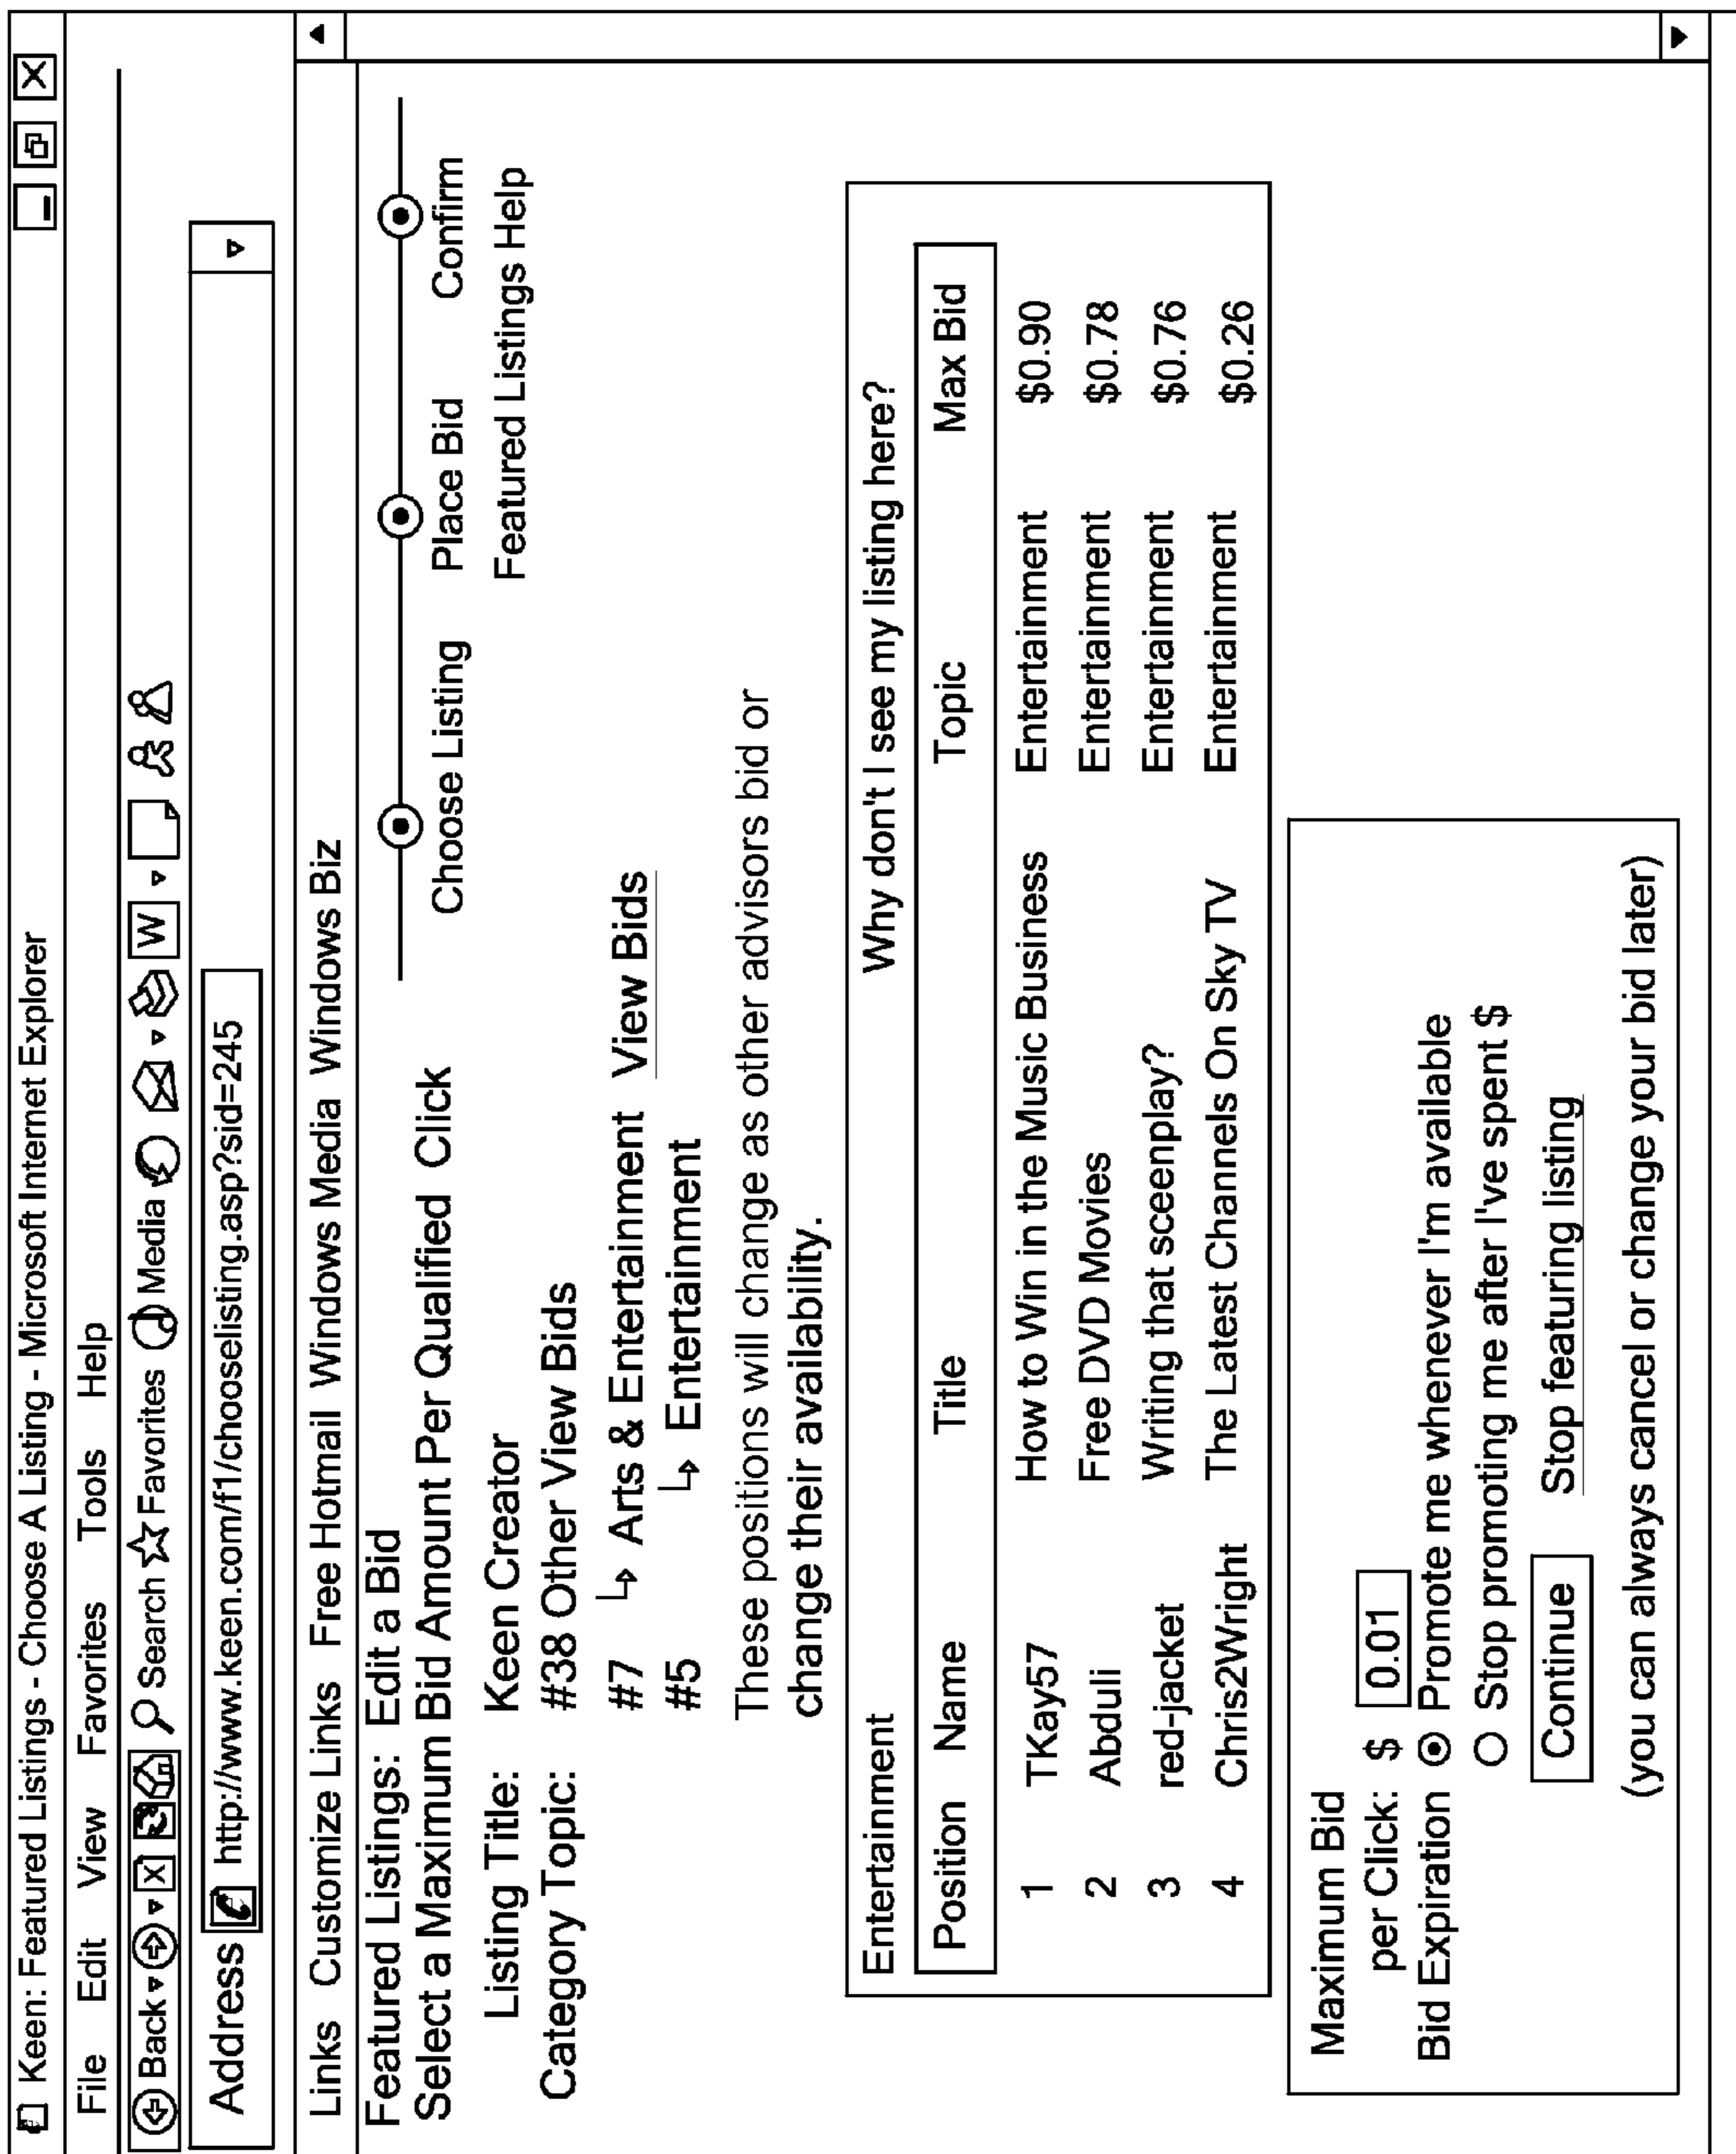 Keen: Featured Listings - Choose A Listing - Microsoft Internet Explorer
File Edit View Favorites Tools Help
Back X Search Favorites Media W
Address http://www.keen.com/f1/chooselisting.asp?sid=245
Links Customize Links Free Hotmail Windows Media Windows Biz
Featured Listings: Edit a Bid
Select a Maximum Bid Amount Per Qualified Click
Choose Listing Place Bid Confirm
Featured Listings Help
Listing Title: Keen Creator
Category Topic: #38 Other View Bids
#7 ↳ Arts & Entertainment View Bids
#5 ↳ Entertainment
These positions will change as other advisors bid or
change their availability.
Entertainment Why don't I see my listing here?
Position Name Title Topic Max Bid
1 TKay57 How to Win in the Music Business Entertainment $0.90
2 Abduli Free DVD Movies Entertainment $0.78
3 red-jacket Writing that sceenplay? Entertainment $0.76
4 Chris2Wright The Latest Channels On Sky TV Entertainment $0.26
Maximum Bid
per Click: $ 0.01
Bid Expiration Promote me whenever I'm available
Stop promoting me after I've spent $
Continue Stop featuring listing
(you can always cancel or change your bid later)